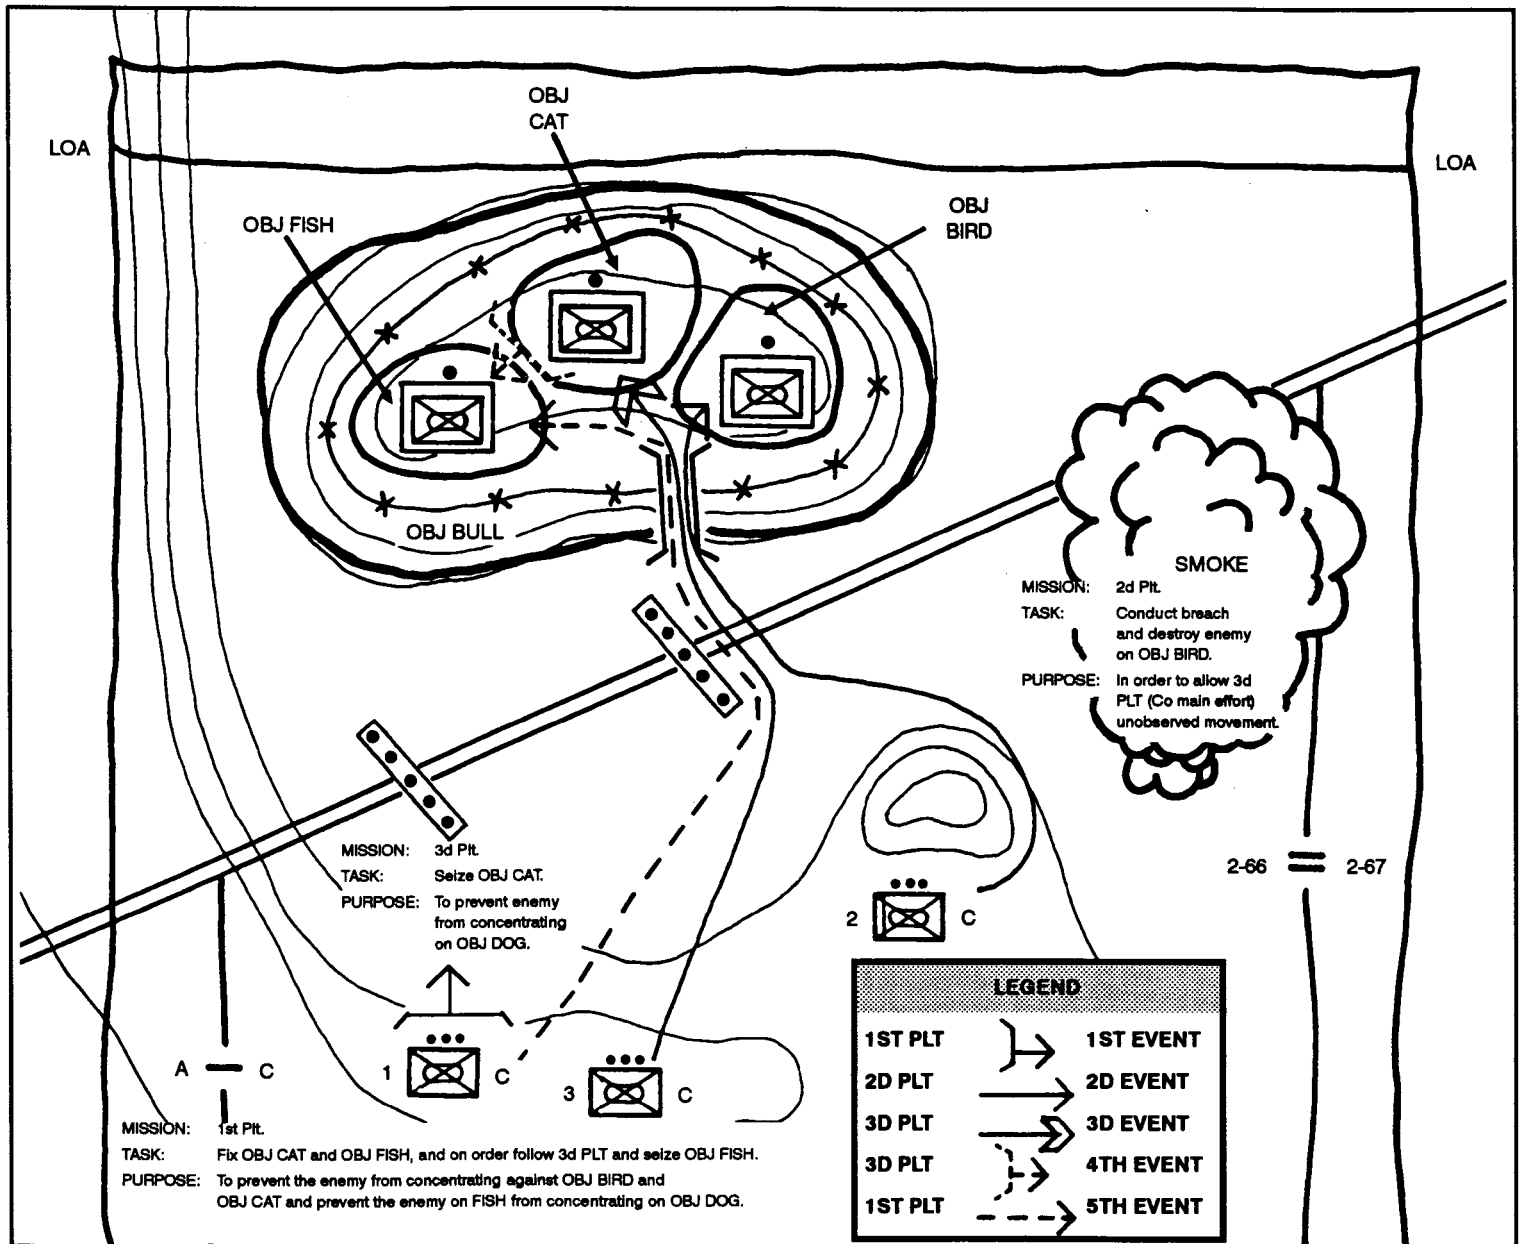 OBJ
CAT
LOA
LOA
OBJ FISH
OBJ
BIRD
OBJ BULL
SMOKE
MISSION: 2d Plt.
TASK: Conduct breach
and destroy enemy
on OBJ BIRD.
PURPOSE: In order to allow 3d
PLT (Co main effort)
unobserved movement.
MISSION: 3d Plt.
TASK: Seize OBJ CAT.
PURPOSE: To prevent enemy
from concentrating
on OBJ DOG.
2-66 2-67
2 C
1 C
3 C
A C
MISSION: 1st Plt.
TASK: Fix OBJ CAT and OBJ FISH, and on order follow 3d PLT and seize OBJ FISH.
PURPOSE: To prevent the enemy from concentrating against OBJ BIRD and
OBJ CAT and prevent the enemy on FISH from concentrating on OBJ DOG.
LEGEND
1ST PLT 1ST EVENT
2D PLT 2D EVENT
3D PLT 3D EVENT
3D PLT 4TH EVENT
1ST PLT 5TH EVENT